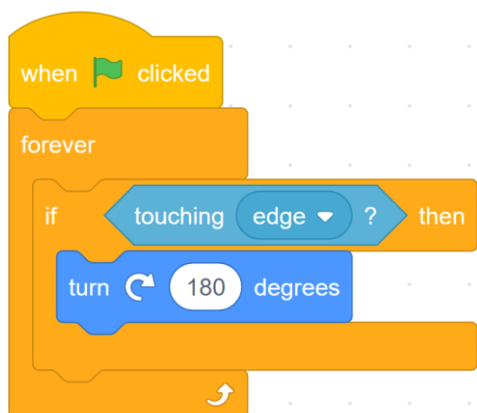 when clicked
forever
if touching edge ? then
turn 180 degrees